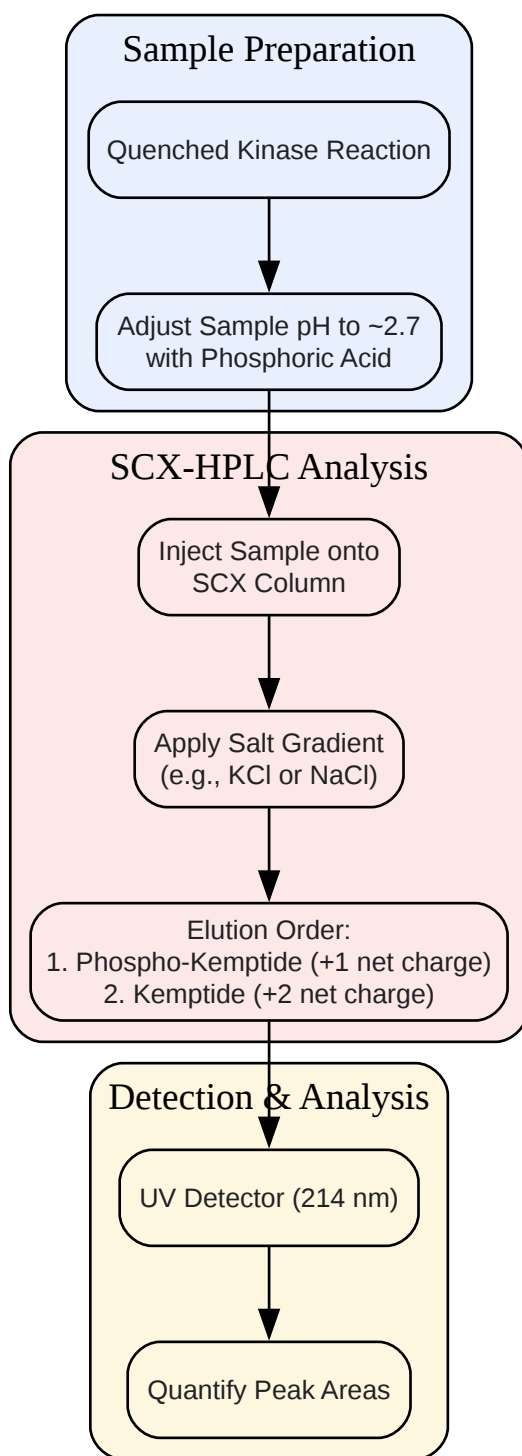 Sample Preparation
Quenched Kinase Reaction
Adjust Sample pH to ~2.7
with Phosphoric Acid
SCX-HPLC Analysis
Inject Sample onto
SCX Column
Apply Salt Gradient
(e.g., KCl or NaCl)
Elution Order:
1. Phospho-Kemptide (+1 net charge)
2. Kemptide (+2 net charge)
Detection & Analysis
UV Detector (214 nm)
Quantify Peak Areas